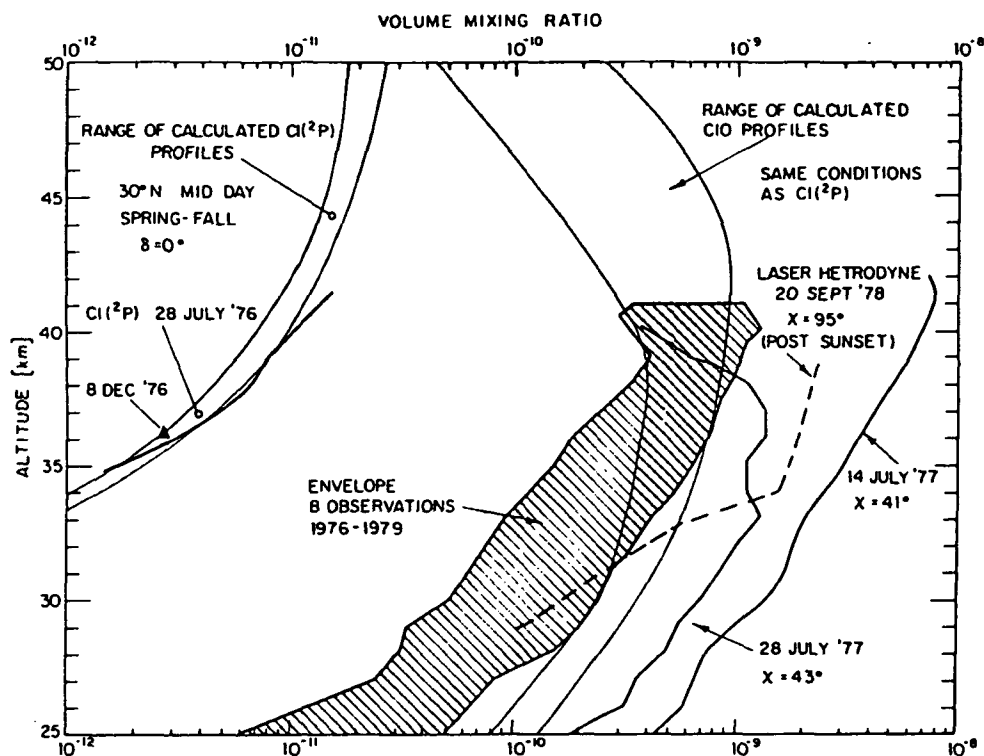 VOLUME MIXING RATIO
10⁻¹² 10⁻¹¹ 10⁻¹⁰ 10⁻⁹ 10⁻⁸
50
45
40
35
30
25
ALTITUDE [km]
RANGE OF CALCULATED Cl(²P)
PROFILES
30°N MID DAY
SPRING-FALL
δ=0°
Cl(²P) 28 JULY '76
8 DEC '76
RANGE OF CALCULATED
ClO PROFILES
SAME CONDITIONS
AS Cl(²P)
LASER HETRODYNE
20 SEPT '78
χ=95°
(POST SUNSET)
ENVELOPE
8 OBSERVATIONS
1976-1979
14 JULY '77
χ=41°
28 JULY '77
χ=43°
10⁻¹² 10⁻¹¹ 10⁻¹⁰ 10⁻⁹ 10⁻⁸